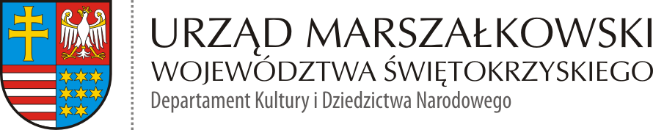 URZĄD MARSZAŁKOWSKI
WOJEWÓDZTWA ŚWIĘTOKRZYSKIEGO
Departament Kultury i Dziedzictwa Narodowego